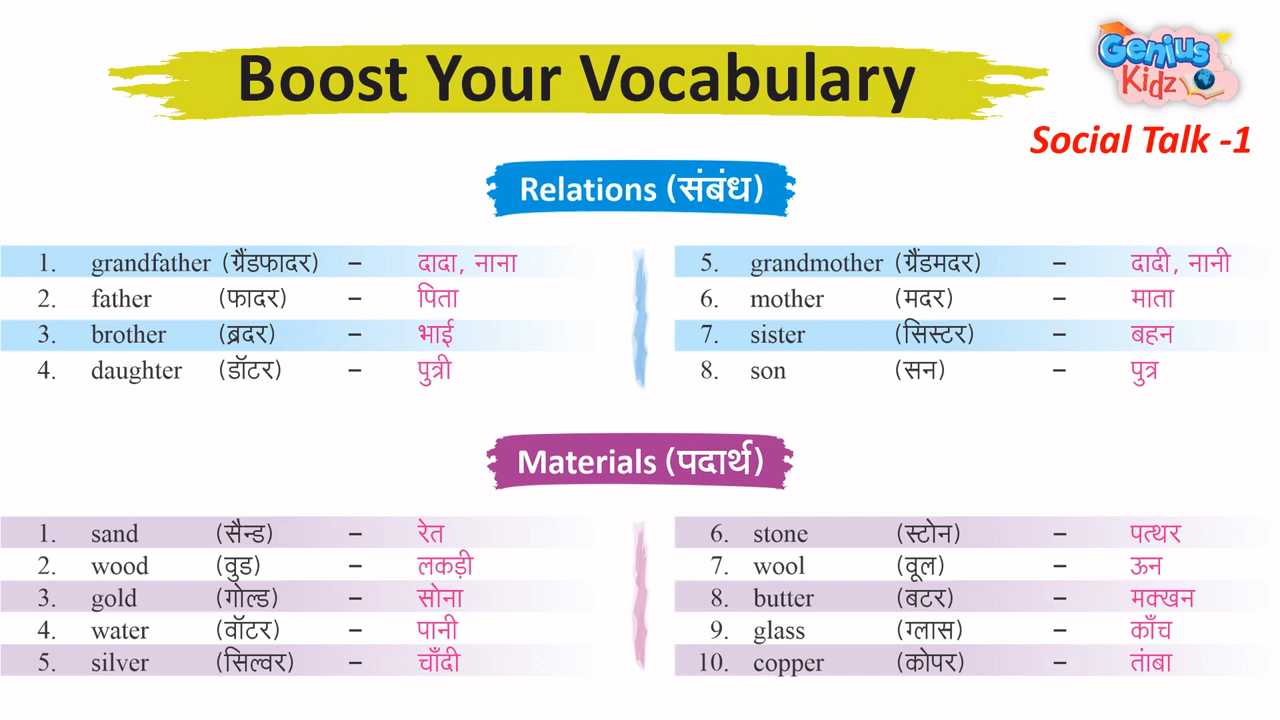 Boost Your Vocabulary
Genius
Kidz
Social Talk -1
Relations (संबंध)
1. grandfather (ग्रैंडफादर) – दादा, नाना
2. father (फादर) – पिता
3. brother (ब्रदर) – भाई
4. daughter (डॉटर) – पुत्री
5. grandmother (ग्रैंडमदर) – दादी, नानी
6. mother (मदर) – माता
7. sister (सिस्टर) – बहन
8. son (सन) – पुत्र
Materials (पदार्थ)
1. sand (सैन्ड) – रेत
2. wood (वुड) – लकड़ी
3. gold (गोल्ड) – सोना
4. water (वॉटर) – पानी
5. silver (सिल्वर) – चाँदी
6. stone (स्टोन) – पत्थर
7. wool (वूल) – ऊन
8. butter (बटर) – मक्खन
9. glass (ग्लास) – काँच
10. copper (कोपर) – तांबा